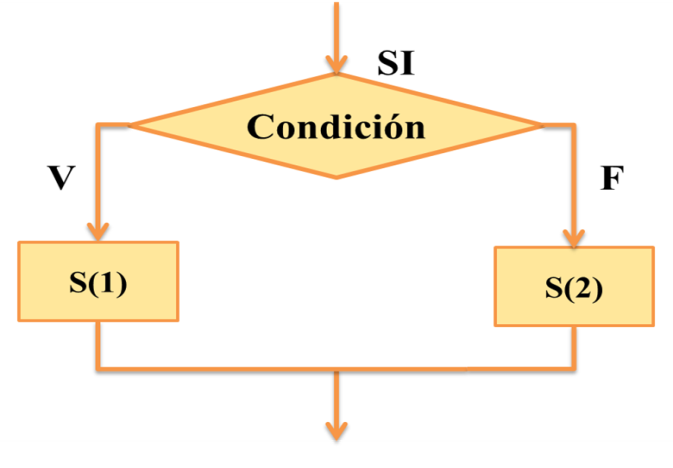 SI
Condición
V
F
S(1)
S(2)